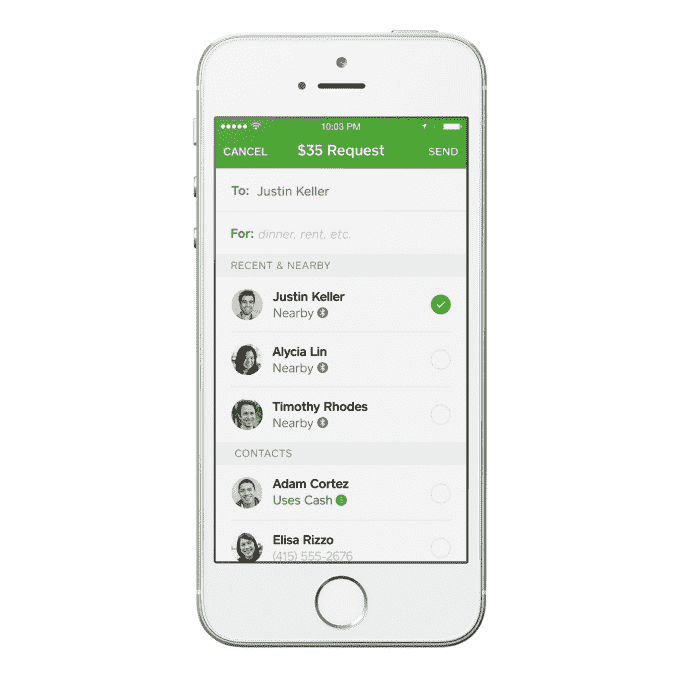 10:03 PM
CANCEL $35 Request SEND
To: Justin Keller
For: dinner, rent, etc.
RECENT & NEARBY
Justin Keller
Nearby
Alycia Lin
Nearby
Timothy Rhodes
Nearby
CONTACTS
Adam Cortez
Uses Cash
Elisa Rizzo
(415) 555-2676